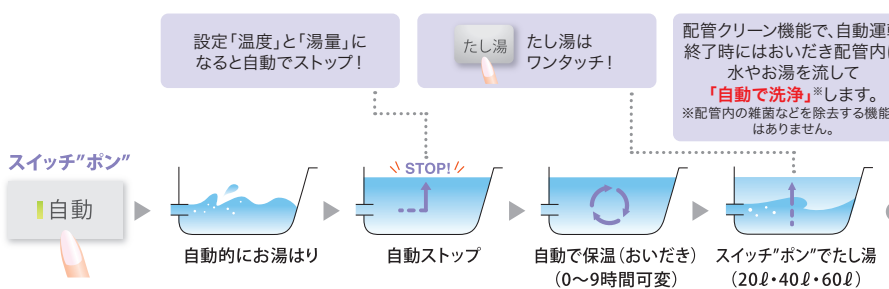 設定「温度」と「湯量」に
なると自動でストップ！
たし湯
たし湯は
ワンタッチ！
配管クリーン機能で、自動運転
終了時にはおいだき配管内に
水やお湯を流して
「自動で洗浄」※します。
※配管内の雑菌などを除去する機能
はありません。
スイッチ"ポン"
自動
STOP!
自動的にお湯はり
自動ストップ
自動で保温（おいだき）
（0〜9時間可変）
スイッチ"ポン"でたし湯
（20ℓ・40ℓ・60ℓ）